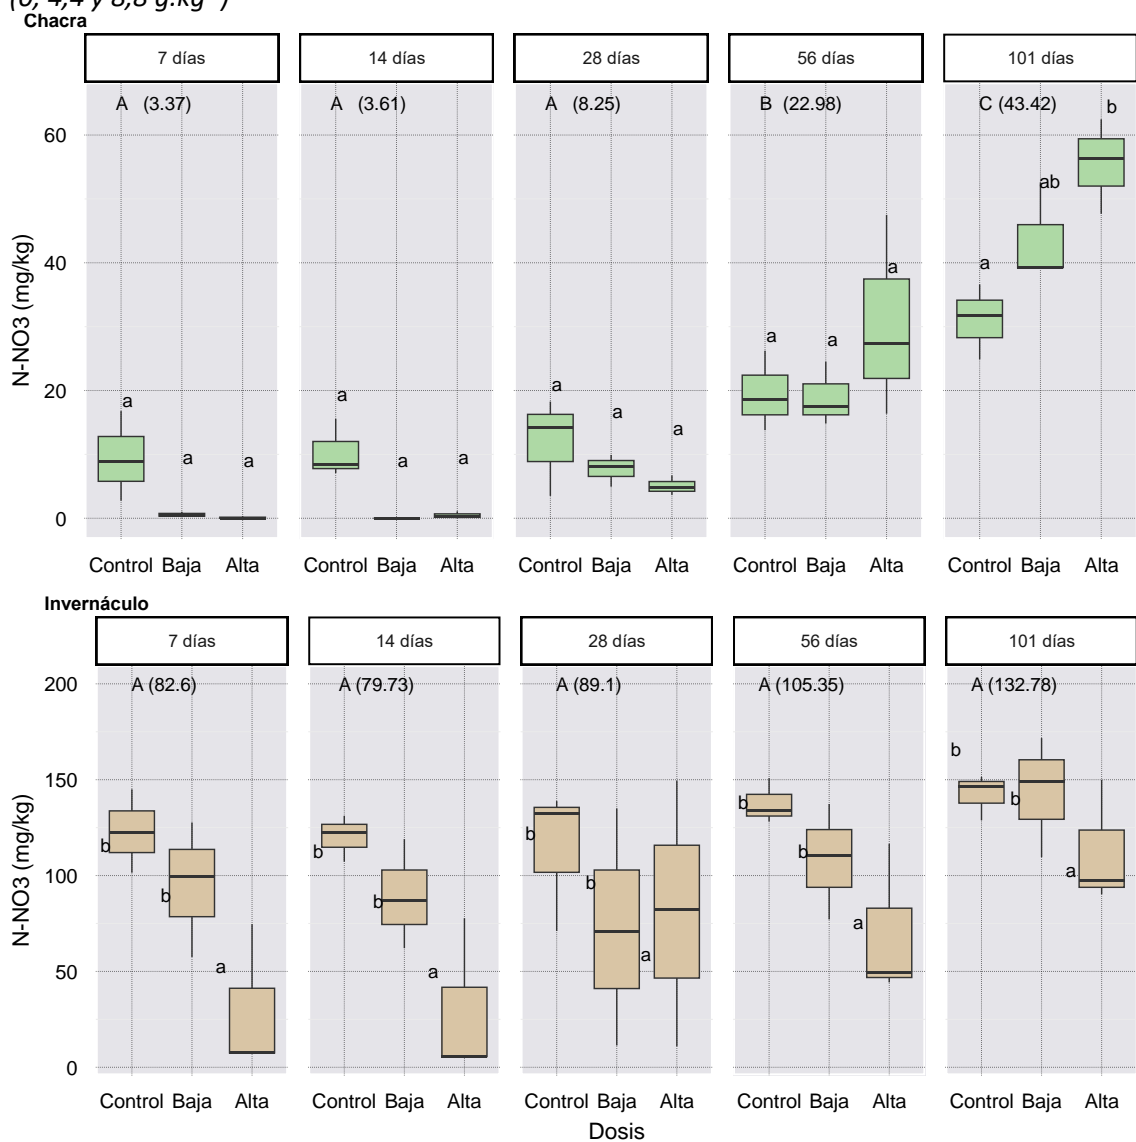 (0, 4,4 y 8,8 g.kg⁻¹)
Chacra
7 días 14 días 28 días 56 días 101 días
A (3.37) A (3.61) A (8.25) B (22.98) C (43.42)
b
60
ab
40
a
a
a
a
20
a
a
a
a
a
a
a
a
a
0
N-NO3 (mg/kg)
Control Baja Alta Control Baja Alta Control Baja Alta Control Baja Alta Control Baja Alta
Invernáculo
7 días 14 días 28 días 56 días 101 días
200
A (82.6) A (79.73) A (89.1) A (105.35) A (132.78)
b
150
b
b
b
b
b
b
100
b
b
b
a
a
a
50
a
a
0
N-NO3 (mg/kg)
Control Baja Alta Control Baja Alta Control Baja Alta Control Baja Alta Control Baja Alta
Dosis